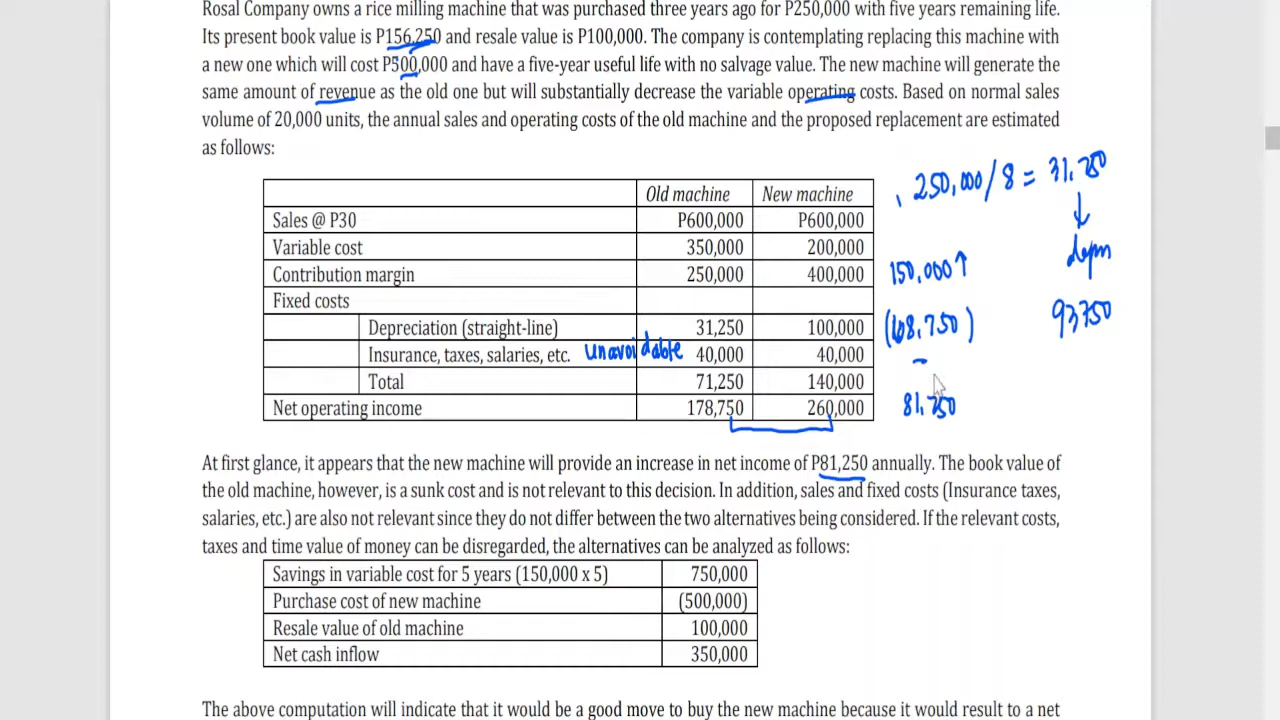 Rosal Company owns a rice milling machine that was purchased three years ago for P250,000 with five years remaining life.
Its present book value is P156,250 and resale value is P100,000. The company is contemplating replacing this machine with
a new one which will cost P500,000 and have a five-year useful life with no salvage value. The new machine will generate the
same amount of revenue as the old one but will substantially decrease the variable operating costs. Based on normal sales
volume of 20,000 units, the annual sales and operating costs of the old machine and the proposed replacement are estimated
as follows:
250,000/8 = 31,250
↓
depn
Old machine New machine
Sales @ P30 P600,000 P600,000
Variable cost 350,000 200,000
Contribution margin 250,000 400,000 150,000↑
Fixed costs
Depreciation (straight-line) 31,250 100,000 (68,750) 93750
Insurance, taxes, salaries, etc. unavoidable 40,000 40,000 -
Total 71,250 140,000
Net operating income 178,750 260,000 81,250
At first glance, it appears that the new machine will provide an increase in net income of P81,250 annually. The book value of
the old machine, however, is a sunk cost and is not relevant to this decision. In addition, sales and fixed costs (Insurance taxes,
salaries, etc.) are also not relevant since they do not differ between the two alternatives being considered. If the relevant costs,
taxes and time value of money can be disregarded, the alternatives can be analyzed as follows:
Savings in variable cost for 5 years (150,000 x 5) 750,000
Purchase cost of new machine (500,000)
Resale value of old machine 100,000
Net cash inflow 350,000
The above computation will indicate that it would be a good move to buy the new machine because it would result to a net